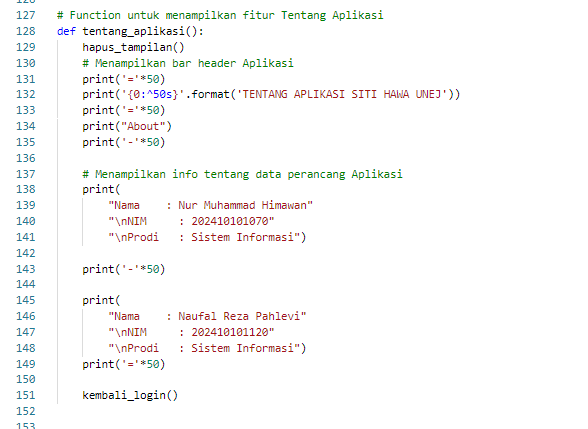 127 # Function untuk menampilkan fitur Tentang Aplikasi
128 def tentang_aplikasi():
129     hapus_tampilan()
130     # Menampilkan bar header Aplikasi
131     print('='*50)
132     print('{0:^50s}'.format('TENTANG APLIKASI SITI HAWA UNEJ'))
133     print('='*50)
134     print("About")
135     print('-'*50)
136
137     # Menampilkan info tentang data perancang Aplikasi
138     print(
139         "Nama    : Nur Muhammad Himawan"
140         "\nNIM     : 202410101070"
141         "\nProdi   : Sistem Informasi")
142
143     print('-'*50)
144
145     print(
146         "Nama    : Naufal Reza Pahlevi"
147         "\nNIM     : 202410101120"
148         "\nProdi   : Sistem Informasi")
149     print('='*50)
150
151     kembali_login()
152
153